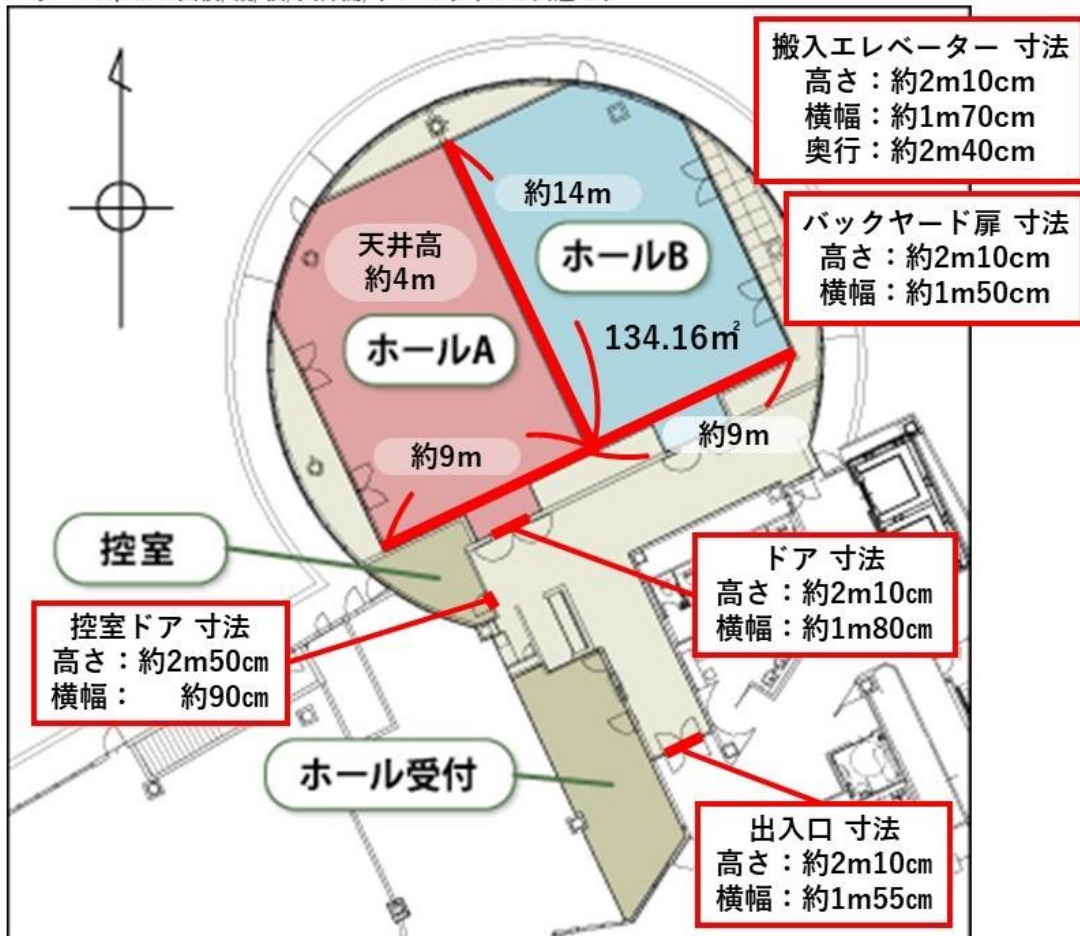 搬入エレベーター 寸法
高さ：約2m10cm
横幅：約1m70cm
奥行：約2m40cm
バックヤード扉 寸法
高さ：約2m10cm
横幅：約1m50cm
約14m
天井高
約4m
ホールB
ホールA
134.16㎡
約9m
約9m
控室
ドア 寸法
高さ：約2m10㎝
横幅：約1m80㎝
控室ドア 寸法
高さ：約2m50㎝
横幅：　約90㎝
ホール受付
出入口 寸法
高さ：約2m10㎝
横幅：約1m55㎝